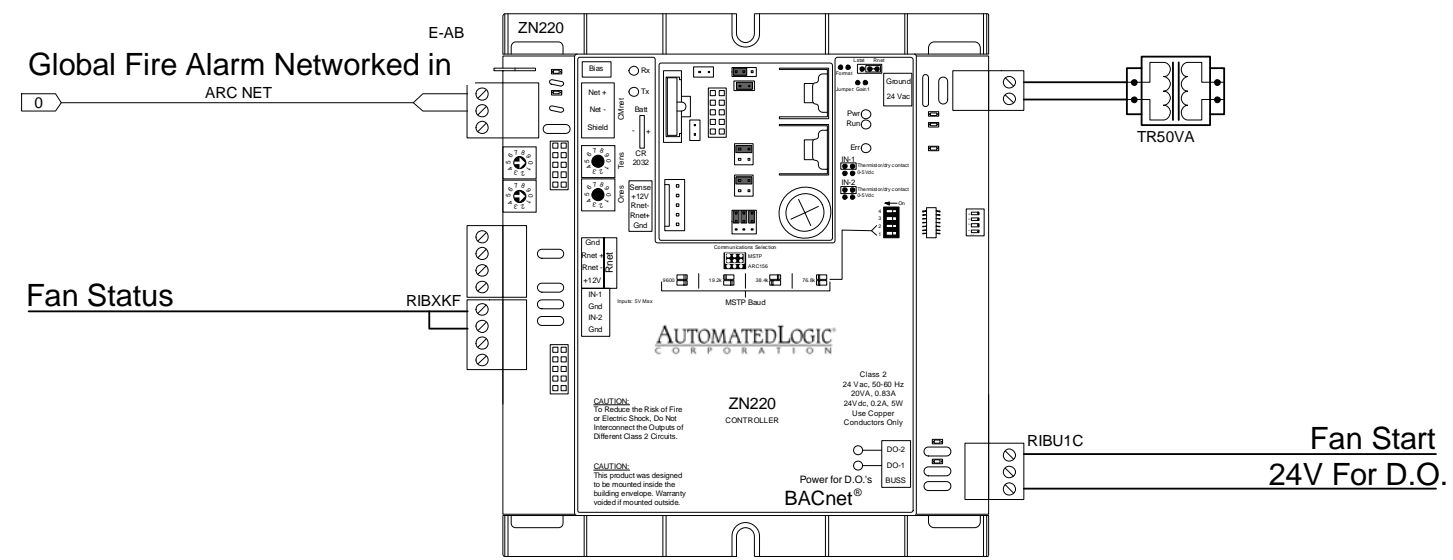 E-AB
ZN220
Global Fire Alarm Networked in
ARC NET
0
Bias
Rx
Tx
Net +
Net -
Shield
CMnet
Batt
- +
CR
2032
Tens
Ones
Sense
+12V
Rnet-
Rnet+
Gnd
Gnd
Rnet +
Rnet -
+12V
Rnet
IN-1
Gnd
IN-2
Gnd
Inputs: 5V Max
Format
Lstat Rnet
Jumper: Gain1
Ground
24 Vac
Pwr
Run
Err
IN-1
Thermistor/dry contact
0-5Vdc
IN-2
Thermistor/dry contact
0-5Vdc
On
4
3
2
1
TR50VA
Communications Selection
MSTP
ARC156
9600
19.2k
38.4k
76.8k
MSTP Baud
Fan Status
RIBXKF
AUTOMATEDLOGIC
CORPORATION
Class 2
24 Vac, 50-60 Hz
20VA, 0.83A
24Vdc, 0.2A, 5W
Use Copper
Conductors Only
CAUTION:
To Reduce the Risk of Fire
or Electric Shock, Do Not
Interconnect the Outputs of
Different Class 2 Circuits.
ZN220
CONTROLLER
CAUTION:
This product was designed
to be mounted inside the
building envelope. Warranty
voided if mounted outside.
DO-2
DO-1
BUSS
Power for D.O.'s
BACnet®
RIBU1C
Fan Start
24V For D.O.